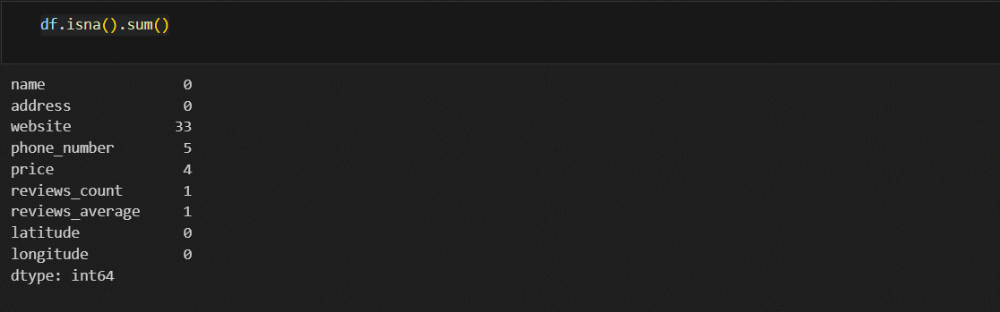 df.isna().sum()
name 0
address 0
website 33
phone_number 5
price 4
reviews_count 1
reviews_average 1
latitude 0
longitude 0
dtype: int64